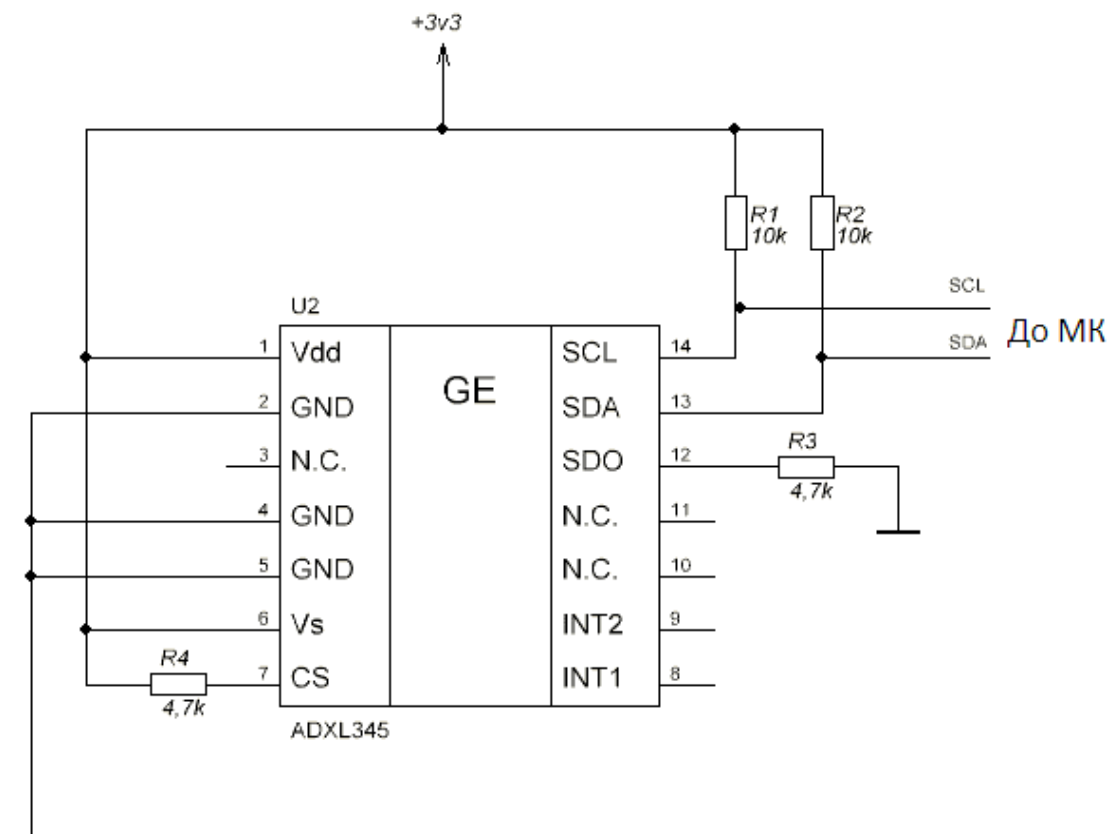 +3v3
R1
10k
R2
10k
SCL
SDA
До МК
U2
GE
1 Vdd
2 GND
3 N.C.
4 GND
5 GND
6 Vs
7 CS
SCL 14
SDA 13
SDO 12
N.C. 11
N.C. 10
INT2 9
INT1 8
R3
4,7k
R4
4,7k
ADXL345